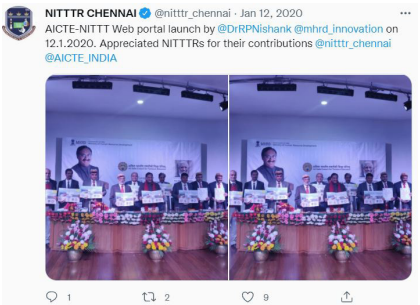 NITTTR CHENNAI @nitttr_chennai · Jan 12, 2020
AICTE-NITTT Web portal launch by @DrRPNishank @mhrd_innovation on
12.1.2020. Appreciated NITTTRs for their contributions @nitttr_chennai
@AICTE_INDIA
1 2 9